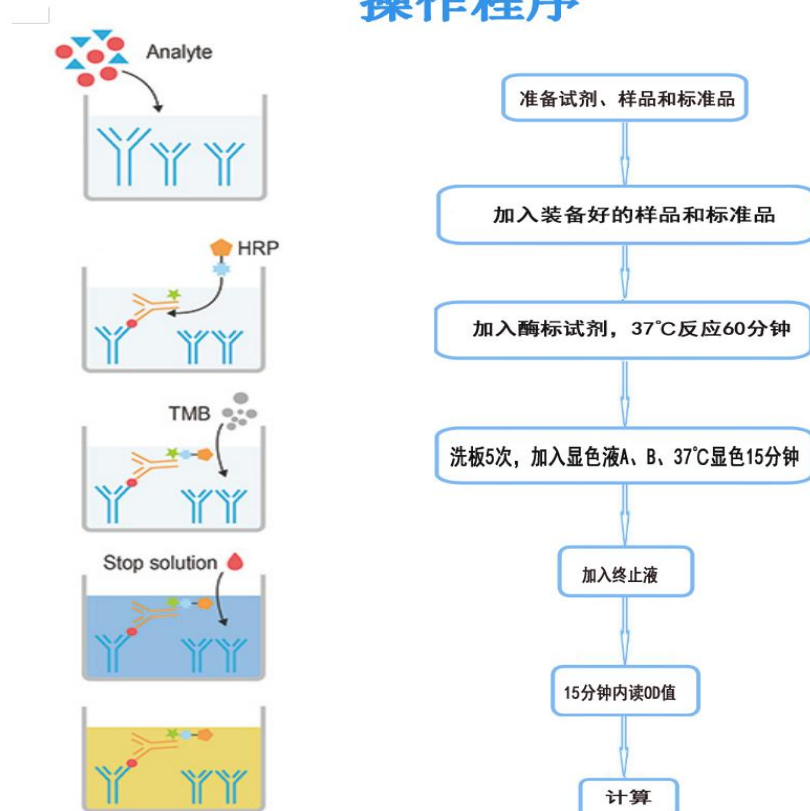 操作程序
Analyte
HRP
TMB
Stop solution
准备试剂、样品和标准品
加入装备好的样品和标准品
加入酶标试剂，37℃反应60分钟
洗板5次，加入显色液A、B、37℃显色15分钟
加入终止液
15分钟内读OD值
计算